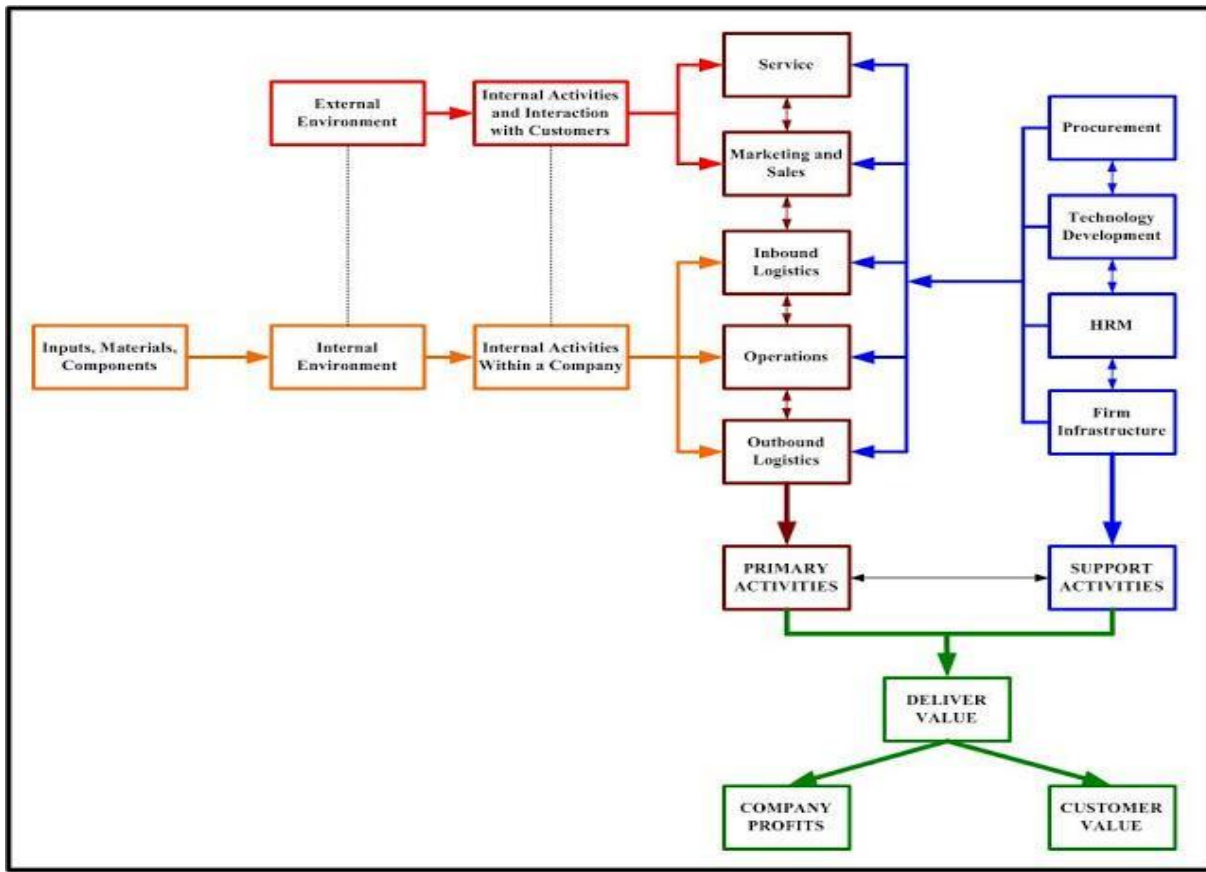 Service
External
Environment
Internal Activities
and Interaction
with Customers
Procurement
Marketing and
Sales
Technology
Development
Inbound
Logistics
HRM
Inputs, Materials,
Components
Internal
Environment
Internal Activities
Within a Company
Operations
Firm
Infrastructure
Outbound
Logistics
PRIMARY
ACTIVITIES
SUPPORT
ACTIVITIES
DELIVER
VALUE
COMPANY
PROFITS
CUSTOMER
VALUE